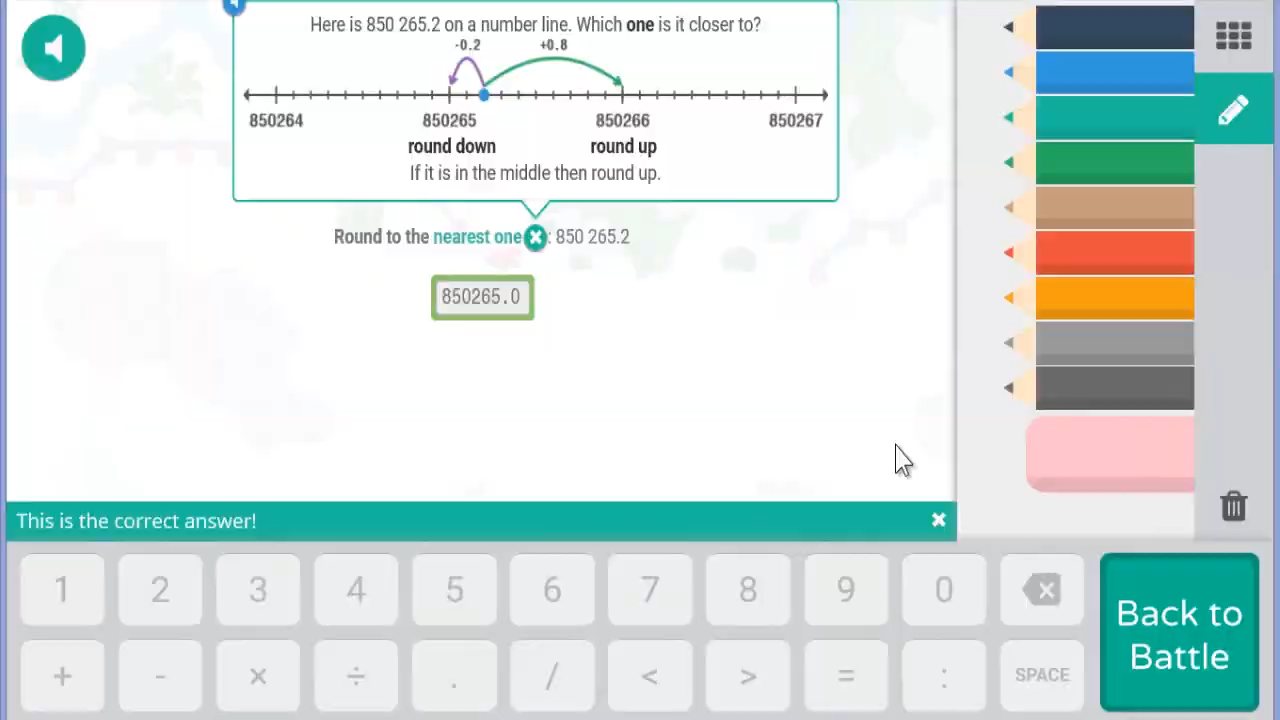 Here is 850 265.2 on a number line. Which one is it closer to?
-0.2 +0.8
850264 850265 850266 850267
round down round up
If it is in the middle then round up.
Round to the nearest one : 850 265.2
850265.0
This is the correct answer!
1 2 3 4 5 6 7 8 9 0
+ - × ÷ . / < > = : SPACE
Back to
Battle